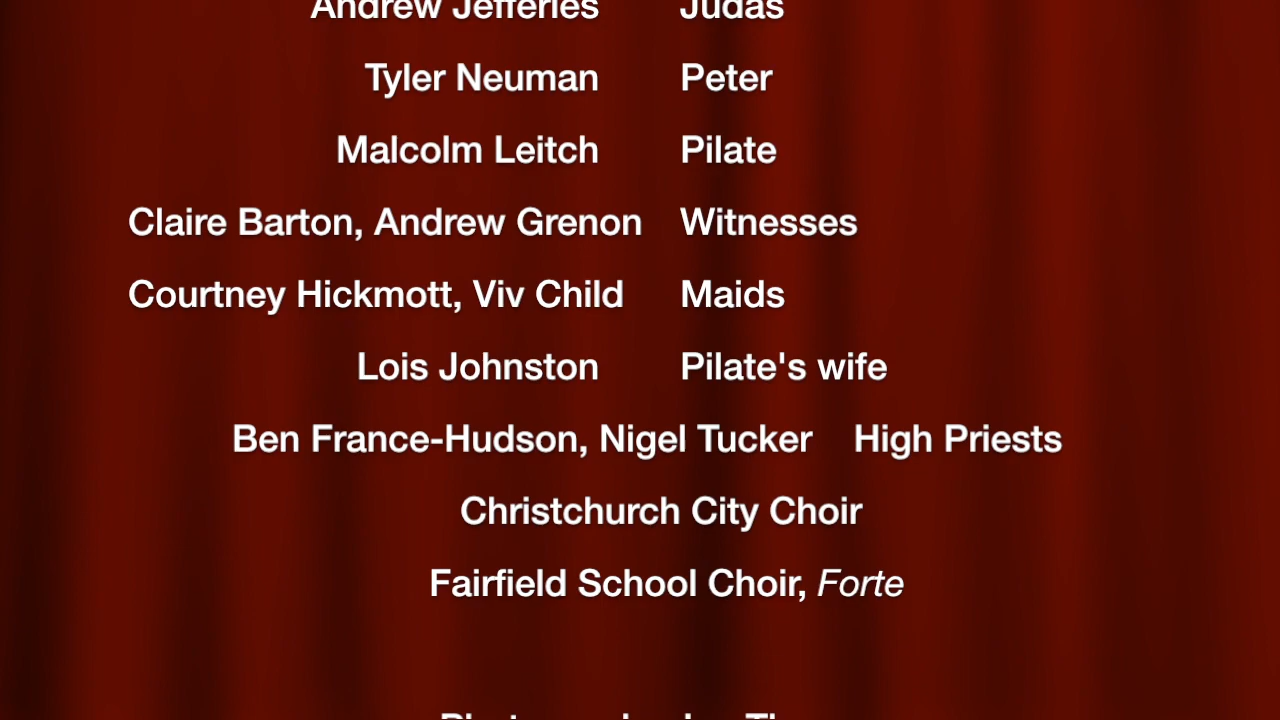 Andrew Jefferies Judas
Tyler Neuman Peter
Malcolm Leitch Pilate
Claire Barton, Andrew Grenon Witnesses
Courtney Hickmott, Viv Child Maids
Lois Johnston Pilate's wife
Ben France-Hudson, Nigel Tucker High Priests
Christchurch City Choir
Fairfield School Choir, Forte